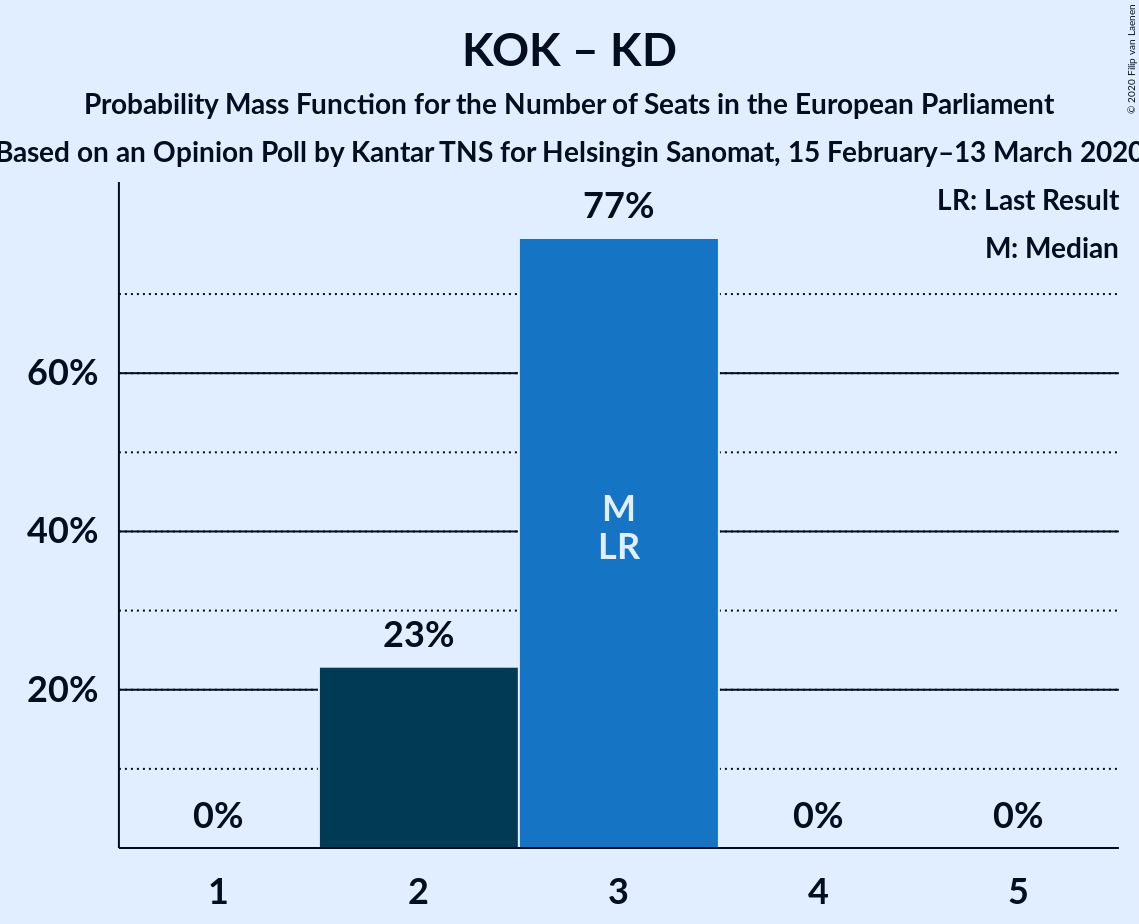 KOK – KD
Probability Mass Function for the Number of Seats in the European Parliament
Based on an Opinion Poll by Kantar TNS for Helsingin Sanomat, 15 February–13 March 2020
© 2020 Filip van Laenen
LR: Last Result
M: Median
77%
60%
M
40%
LR
23%
20%
0%
0%
0%
1
2
3
4
5